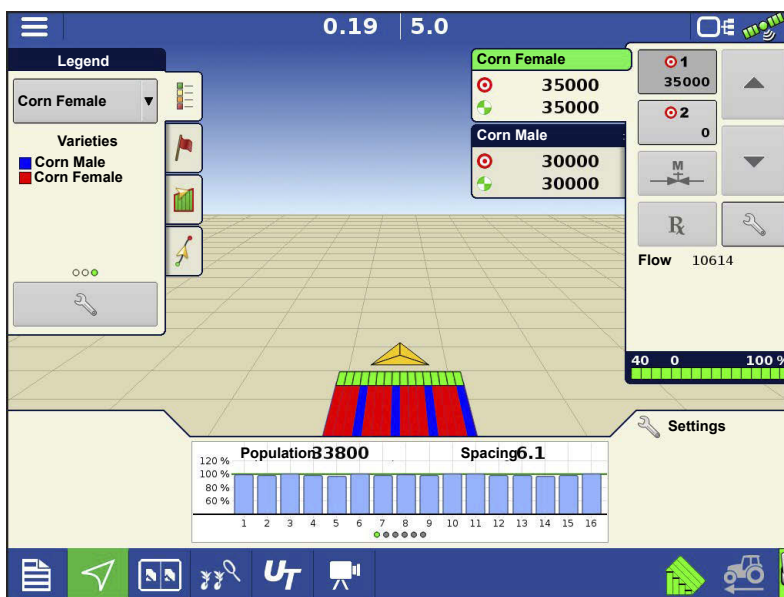 0.19 5.0
Legend
Corn Female
Varieties
Corn Male
Corn Female
Corn Female
35000
35000
Corn Male
30000
30000
1
35000
2
0
M
Rx
Flow 10614
40 0 100 %
Settings
Population 33800 Spacing 6.1
120 %
100 %
80 %
60 %
1 2 3 4 5 6 7 8 9 10 11 12 13 14 15 16
UT